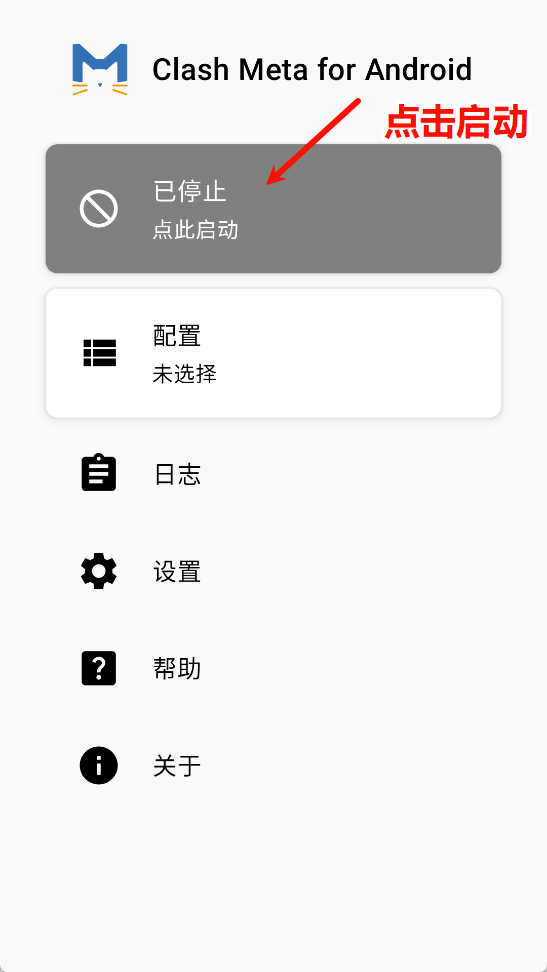 Clash Meta for Android
点击启动
已停止
点此启动
配置
未选择
日志
设置
帮助
关于